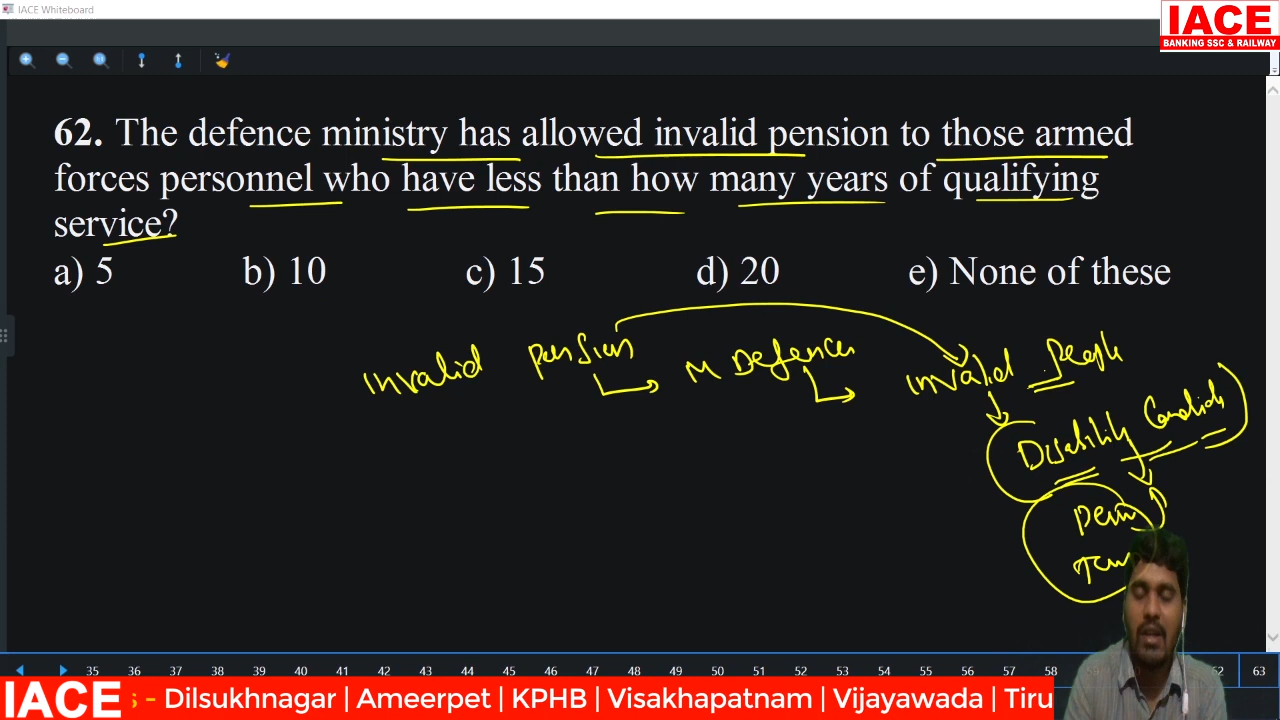 IACE Whiteboard
IACE
BANKING SSC & RAILWAY
62. The defence ministry has allowed invalid pension to those armed
forces personnel who have less than how many years of qualifying
service?
a) 5 b) 10 c) 15 d) 20 e) None of these
Invalid pension M Defence Invalid people
Disability
35 36 37 38 39 40 41 42 43 44 45 46 47 48 49 50 51 52 53 54 55 56 57 58 62 63
IACE s - Dilsukhnagar | Ameerpet | KPHB | Visakhapatnam | Vijayawada | Tiru